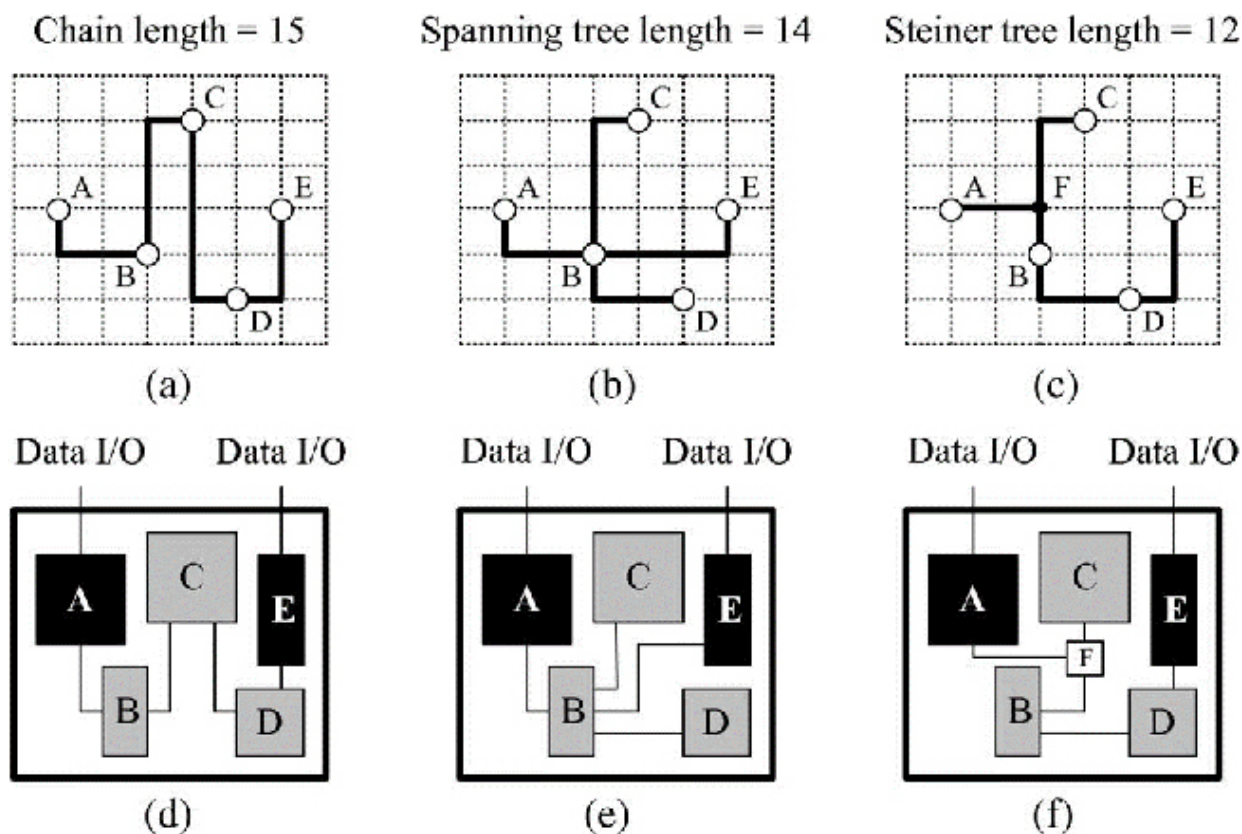 Chain length = 15
Spanning tree length = 14
Steiner tree length = 12
C
A
E
B
D
(a)
C
A
E
B
D
(b)
C
A
F
E
B
D
(c)
Data I/O
Data I/O
A
C
E
B
D
(d)
Data I/O
Data I/O
A
C
E
B
D
(e)
Data I/O
Data I/O
A
C
E
F
B
D
(f)